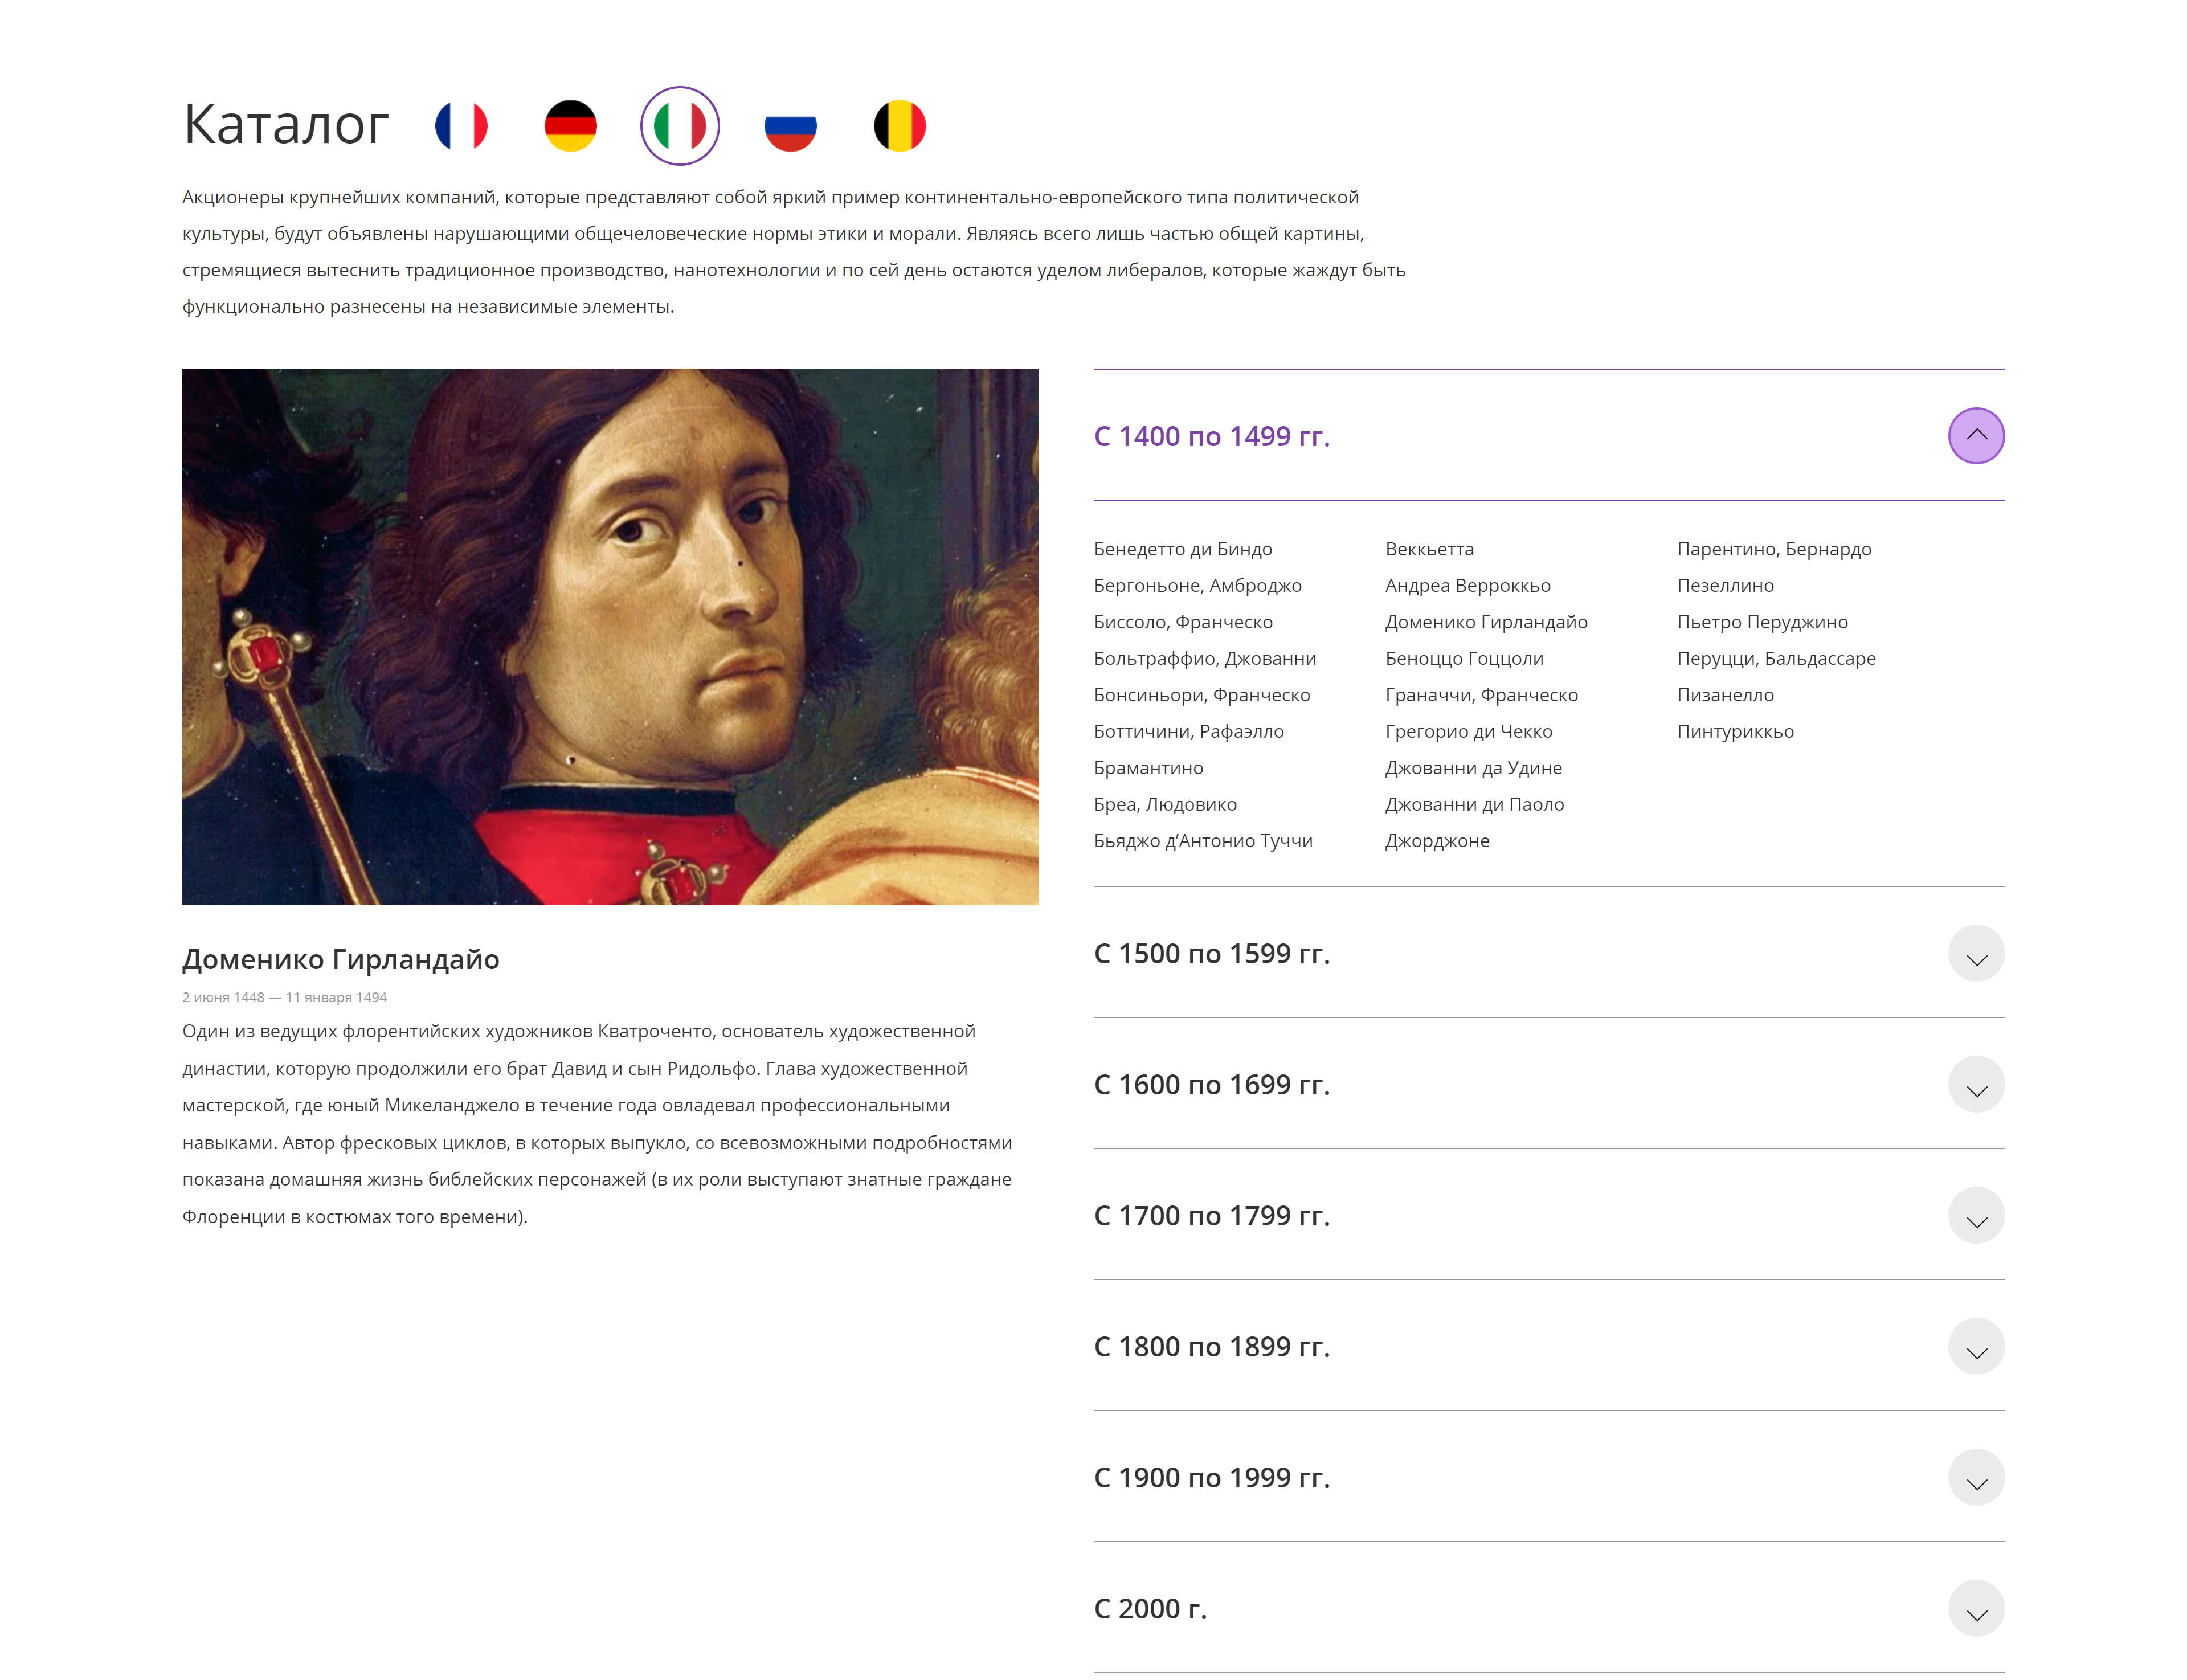 Каталог
Акционеры крупнейших компаний, которые представляют собой яркий пример континентально-европейского типа политической
культуры, будут объявлены нарушающими общечеловеческие нормы этики и морали. Являясь всего лишь частью общей картины,
стремящиеся вытеснить традиционное производство, нанотехнологии и по сей день остаются уделом либералов, которые жаждут быть
функционально разнесены на независимые элементы.
Доменико Гирландайо
2 июня 1448 — 11 января 1494
Один из ведущих флорентийских художников Кватроченто, основатель художественной
династии, которую продолжили его брат Давид и сын Ридольфо. Глава художественной
мастерской, где юный Микеланджело в течение года овладевал профессиональными
навыками. Автор фресковых циклов, в которых выпукло, со всевозможными подробностями
показана домашняя жизнь библейских персонажей (в их роли выступают знатные граждане
Флоренции в костюмах того времени).
С 1400 по 1499 гг.
Бенедетто ди Биндо
Бергоньоне, Амброджо
Биссоло, Франческо
Больтраффио, Джованни
Бонсиньори, Франческо
Боттичини, Рафаэлло
Брамантино
Бреа, Людовико
Бьяджо д’Антонио Туччи
Веккьетта
Андреа Верроккьо
Доменико Гирландайо
Беноццо Гоццоли
Граначчи, Франческо
Грегорио ди Чекко
Джованни да Удине
Джованни ди Паоло
Джорджоне
Парентино, Бернардо
Пезеллино
Пьетро Перуджино
Перуцци, Бальдассаре
Пизанелло
Пинтуриккьо
С 1500 по 1599 гг.
С 1600 по 1699 гг.
С 1700 по 1799 гг.
С 1800 по 1899 гг.
С 1900 по 1999 гг.
С 2000 г.